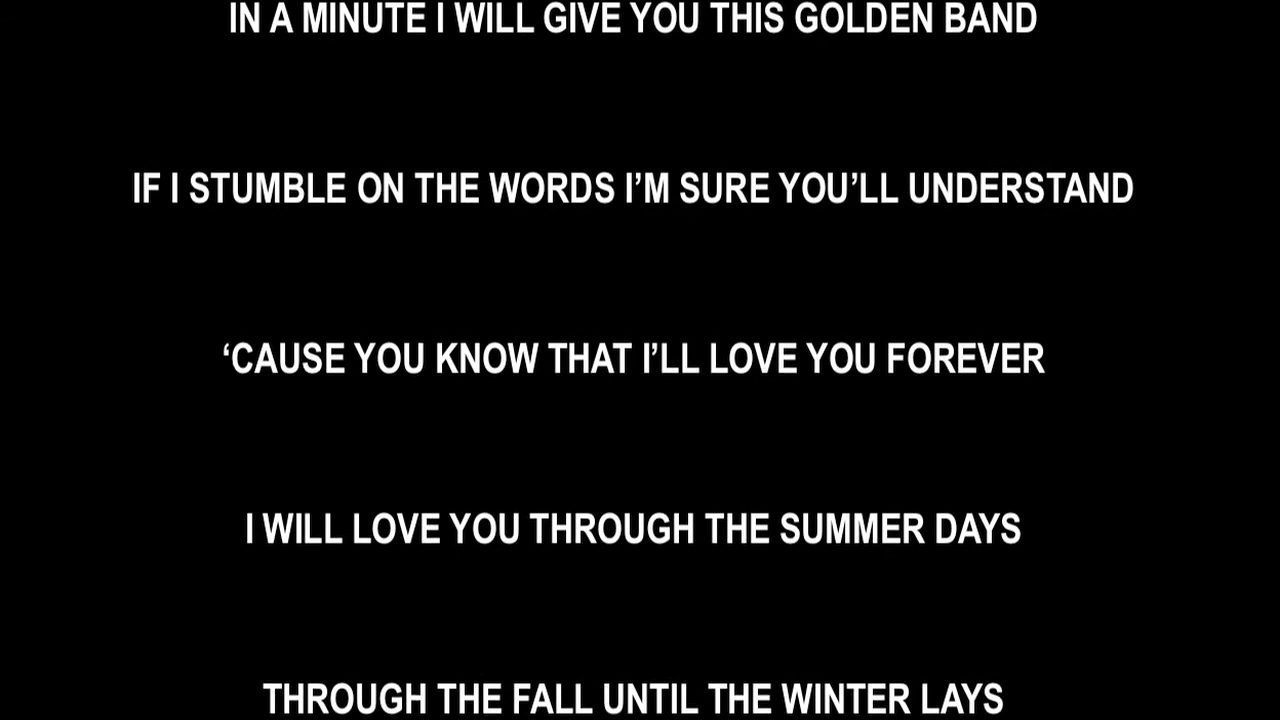 IN A MINUTE I WILL GIVE YOU THIS GOLDEN BAND
IF I STUMBLE ON THE WORDS I’M SURE YOU’LL UNDERSTAND
‘CAUSE YOU KNOW THAT I’LL LOVE YOU FOREVER
I WILL LOVE YOU THROUGH THE SUMMER DAYS
THROUGH THE FALL UNTIL THE WINTER LAYS